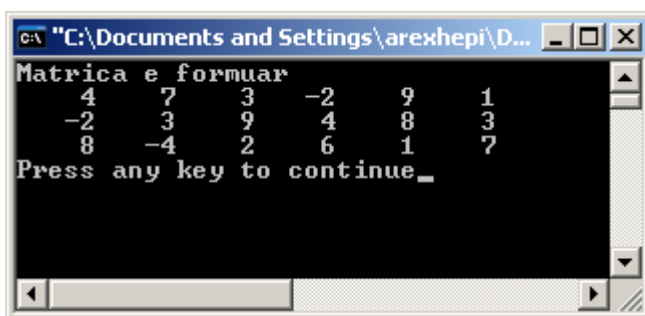 "C:\Documents and Settings\arexhepi\D...
Matrica e formuar
4 7 3 -2 9 1
-2 3 9 4 8 3
8 -4 2 6 1 7
Press any key to continue_